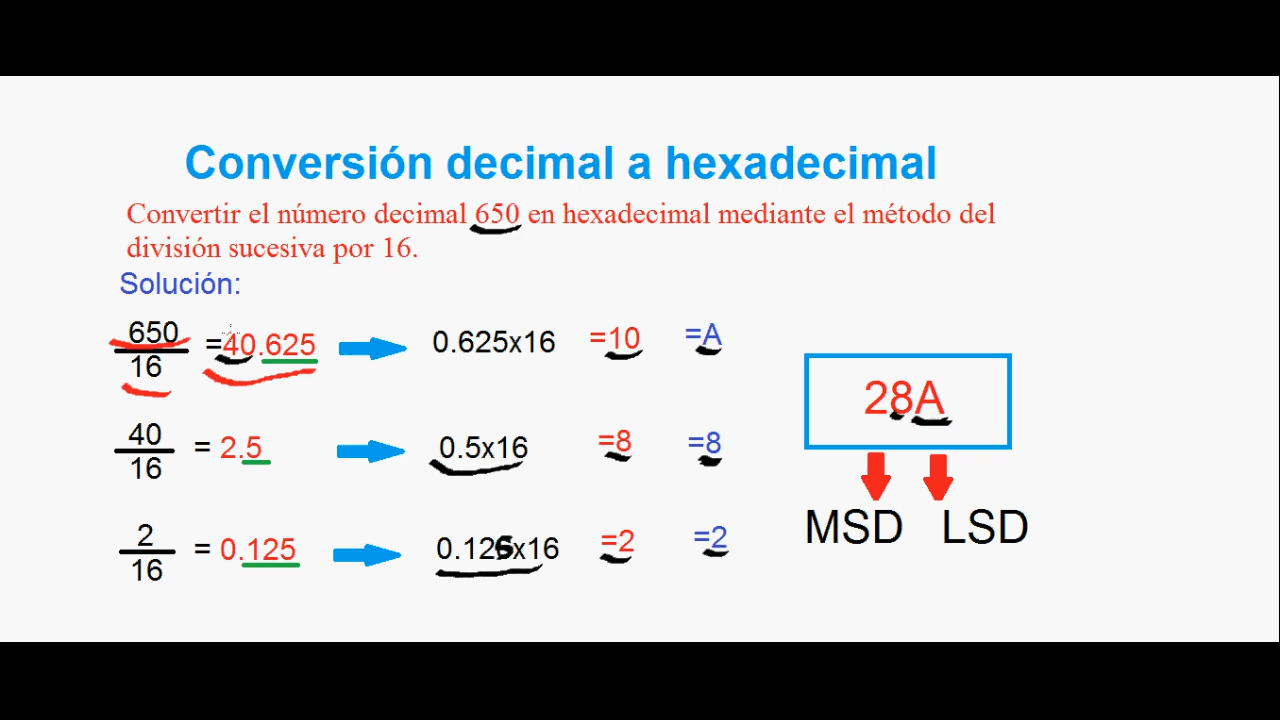 Conversión decimal a hexadecimal
Convertir el número decimal 650 en hexadecimal mediante el método del
división sucesiva por 16.
Solución:
650
16
=40.625
0.625x16
=10
=A
40
16
= 2.5
0.5x16
=8
=8
2
16
= 0.125
0.125x16
=2
=2
28A
MSD LSD